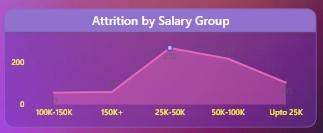 Attrition by Salary Group
200
0
100K-150K 150K+ 25K-50K 50K-100K Upto 25K